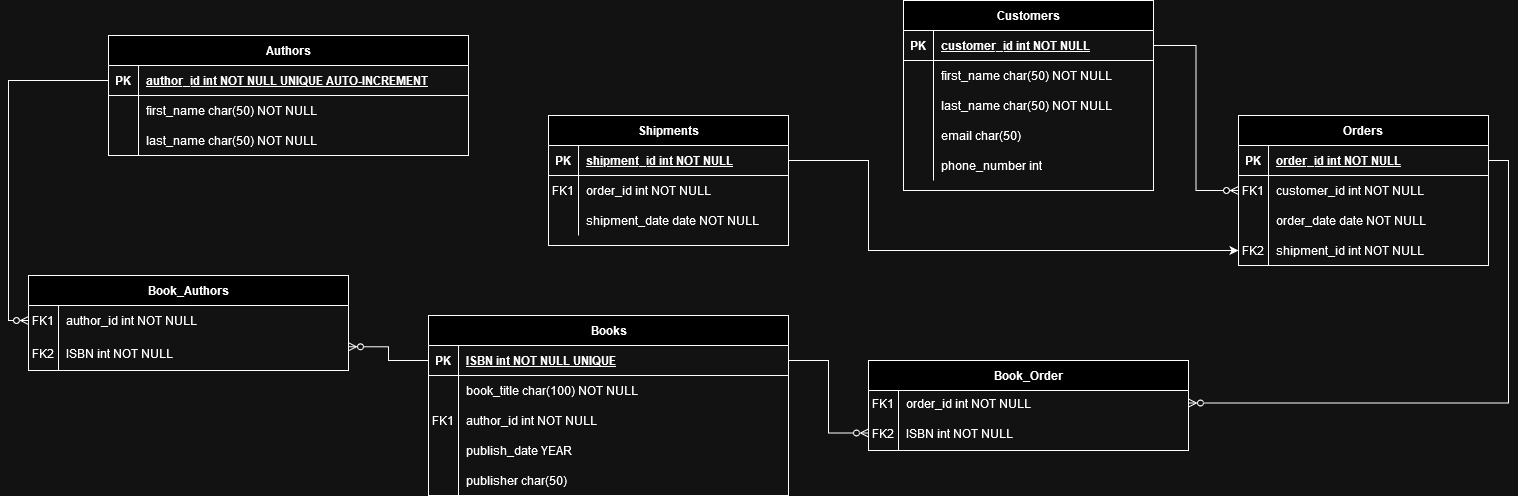 Authors
PK author_id int NOT NULL UNIQUE AUTO-INCREMENT
first_name char(50) NOT NULL
last_name char(50) NOT NULL
Shipments
PK shipment_id int NOT NULL
FK1 order_id int NOT NULL
shipment_date date NOT NULL
Customers
PK customer_id int NOT NULL
first_name char(50) NOT NULL
last_name char(50) NOT NULL
email char(50)
phone_number int
Orders
PK order_id int NOT NULL
FK1 customer_id int NOT NULL
order_date date NOT NULL
FK2 shipment_id int NOT NULL
Book_Authors
FK1 author_id int NOT NULL
FK2 ISBN int NOT NULL
Books
PK ISBN int NOT NULL UNIQUE
book_title char(100) NOT NULL
FK1 author_id int NOT NULL
publish_date YEAR
publisher char(50)
Book_Order
FK1 order_id int NOT NULL
FK2 ISBN int NOT NULL